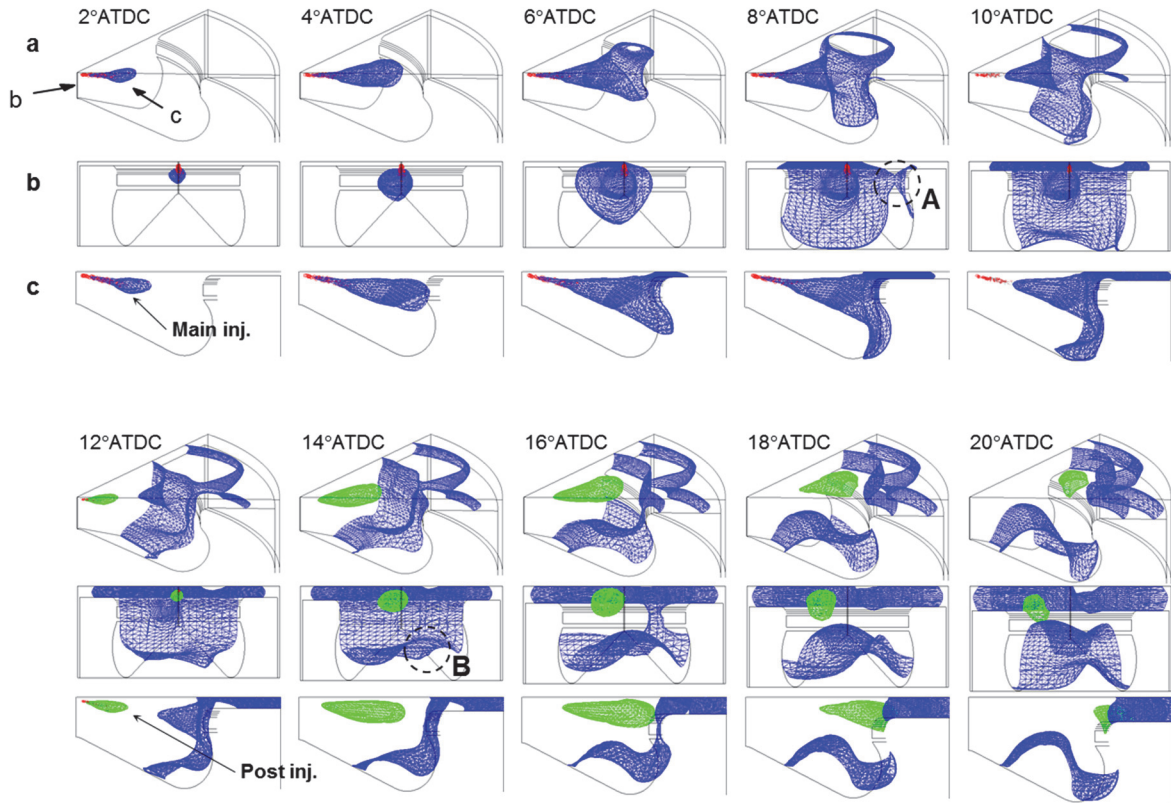 2°ATDC 4°ATDC 6°ATDC 8°ATDC 10°ATDC
a
b
c
b
A
c
Main inj.
12°ATDC 14°ATDC 16°ATDC 18°ATDC 20°ATDC
B
Post inj.